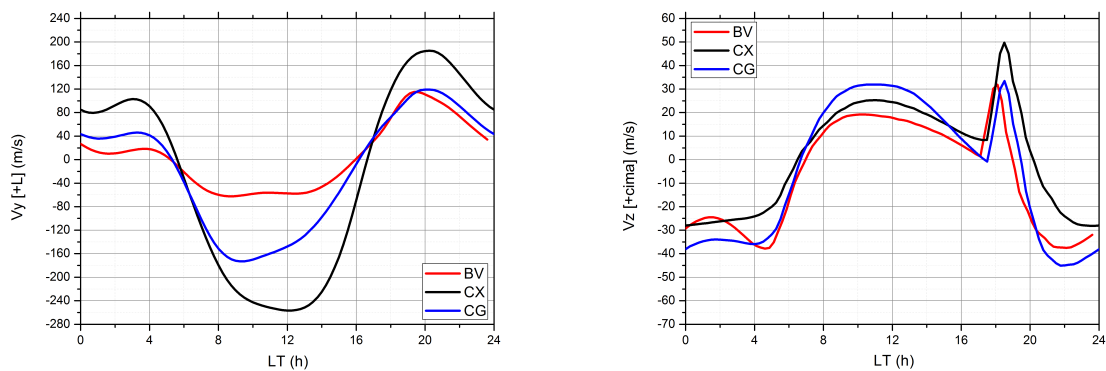 240
200
160
120
80
40
0
-40
-80
-120
-160
-200
-240
-280
0 4 8 12 16 20 24
Vy [+L] (m/s)
LT (h)
BV
CX
CG
60
50
40
30
20
10
0
-10
-20
-30
-40
-50
-60
-70
0 4 8 12 16 20 24
Vz [+cima] (m/s)
LT (h)
BV
CX
CG